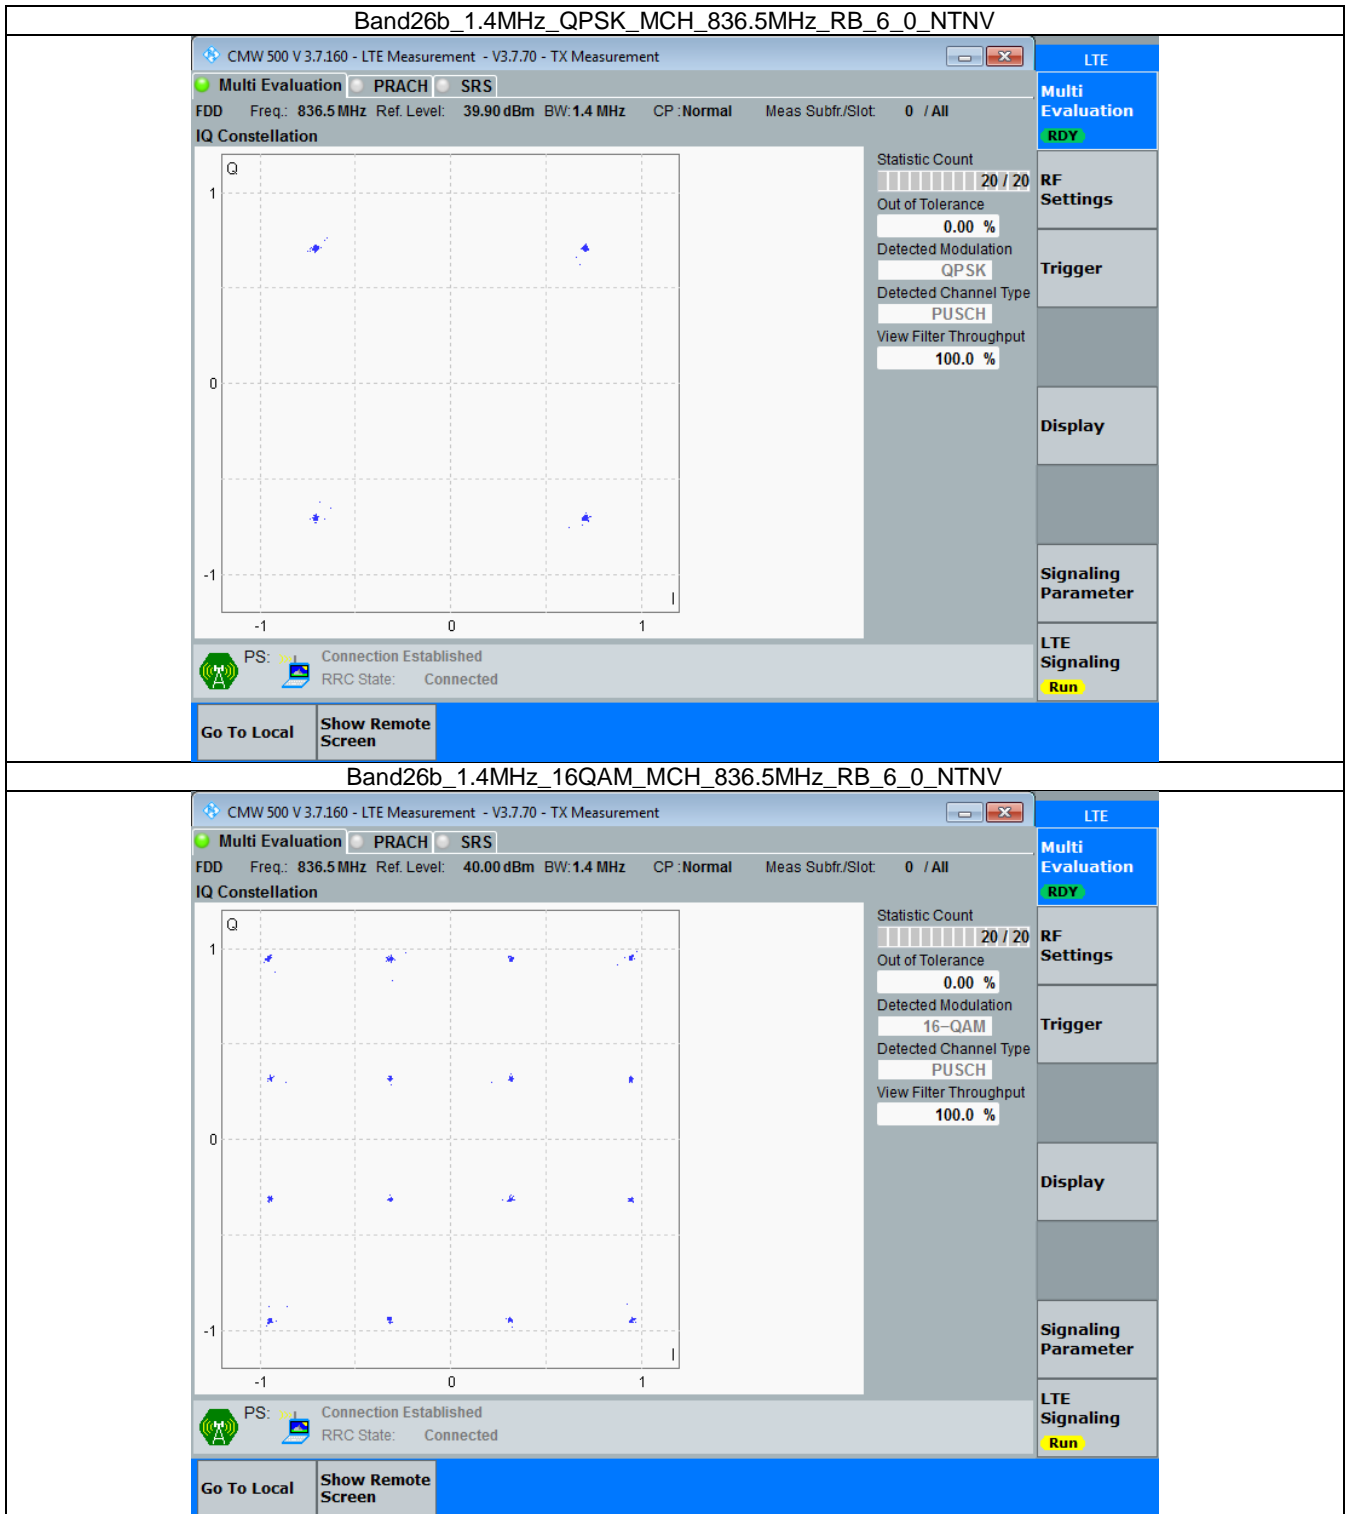 Band26b_1.4MHz_QPSK_MCH_836.5MHz_RB_6_0_NTNV
CMW 500 V 3.7.160 - LTE Measurement - V3.7.70 - TX Measurement
LTE
Multi Evaluation PRACH SRS
Multi Evaluation
RDY
FDD Freq.: 836.5 MHz Ref. Level: 39.90 dBm BW: 1.4 MHz CP : Normal Meas Subfr./Slot: 0 / All
IQ Constellation
Q
1
0
-1
I
-1 0 1
Statistic Count
20 / 20
Out of Tolerance
0.00 %
Detected Modulation
QPSK
Detected Channel Type
PUSCH
View Filter Throughput
100.0 %
RF Settings
Trigger
Display
Signaling Parameter
LTE Signaling
Run
PS: Connection Established
RRC State: Connected
Go To Local
Show Remote Screen
Band26b_1.4MHz_16QAM_MCH_836.5MHz_RB_6_0_NTNV
CMW 500 V 3.7.160 - LTE Measurement - V3.7.70 - TX Measurement
LTE
Multi Evaluation PRACH SRS
Multi Evaluation
RDY
FDD Freq.: 836.5 MHz Ref. Level: 40.00 dBm BW: 1.4 MHz CP : Normal Meas Subfr./Slot: 0 / All
IQ Constellation
Q
1
0
-1
I
-1 0 1
Statistic Count
20 / 20
Out of Tolerance
0.00 %
Detected Modulation
16-QAM
Detected Channel Type
PUSCH
View Filter Throughput
100.0 %
RF Settings
Trigger
Display
Signaling Parameter
LTE Signaling
Run
PS: Connection Established
RRC State: Connected
Go To Local
Show Remote Screen